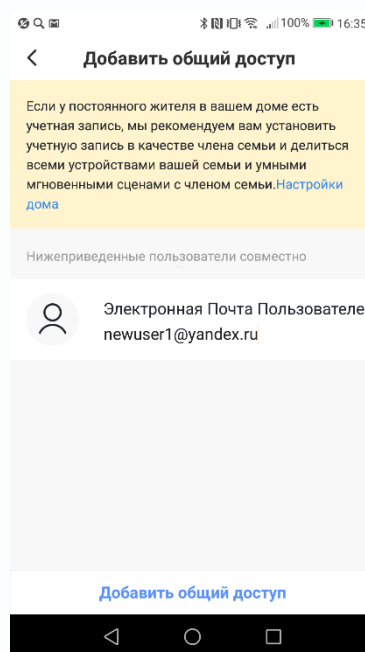 100% 16:35
Добавить общий доступ
Если у постоянного жителя в вашем доме есть
учетная запись, мы рекомендуем вам установить
учетную запись в качестве члена семьи и делиться
всеми устройствами вашей семьи и умными
мгновенными сценами с членом семьи.Настройки
дома
Нижеприведенные пользователи совместно
Электронная Почта Пользователе
newuser1@yandex.ru
Добавить общий доступ